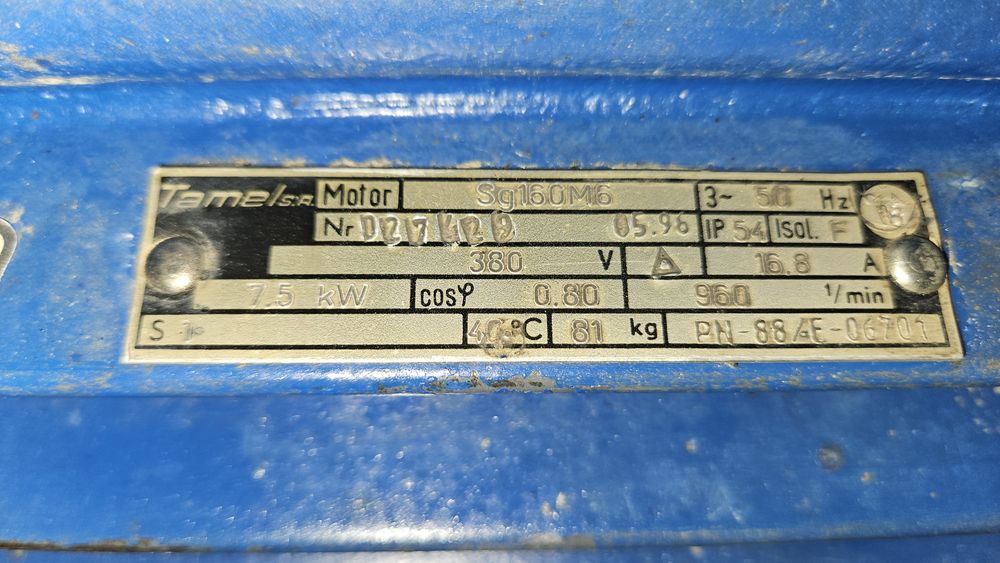 Tamel S.A. Motor Sg160M6 3~ 50 Hz
Nr 05.96 IP 54 Isol. F
380 V △ 16.8 A
7.5 kW cosφ 0.80 960 1/min
S 1 40 °C 81 kg PN-88/E-06701